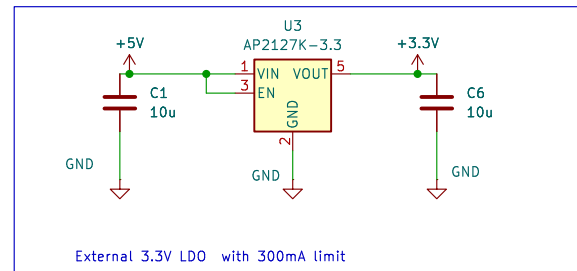 U3
+5V
AP2127K-3.3
+3.3V
1 VIN VOUT 5
3 EN
C1
10u
C6
10u
GND
2
GND
GND
GND
External 3.3V LDO  with 300mA limit